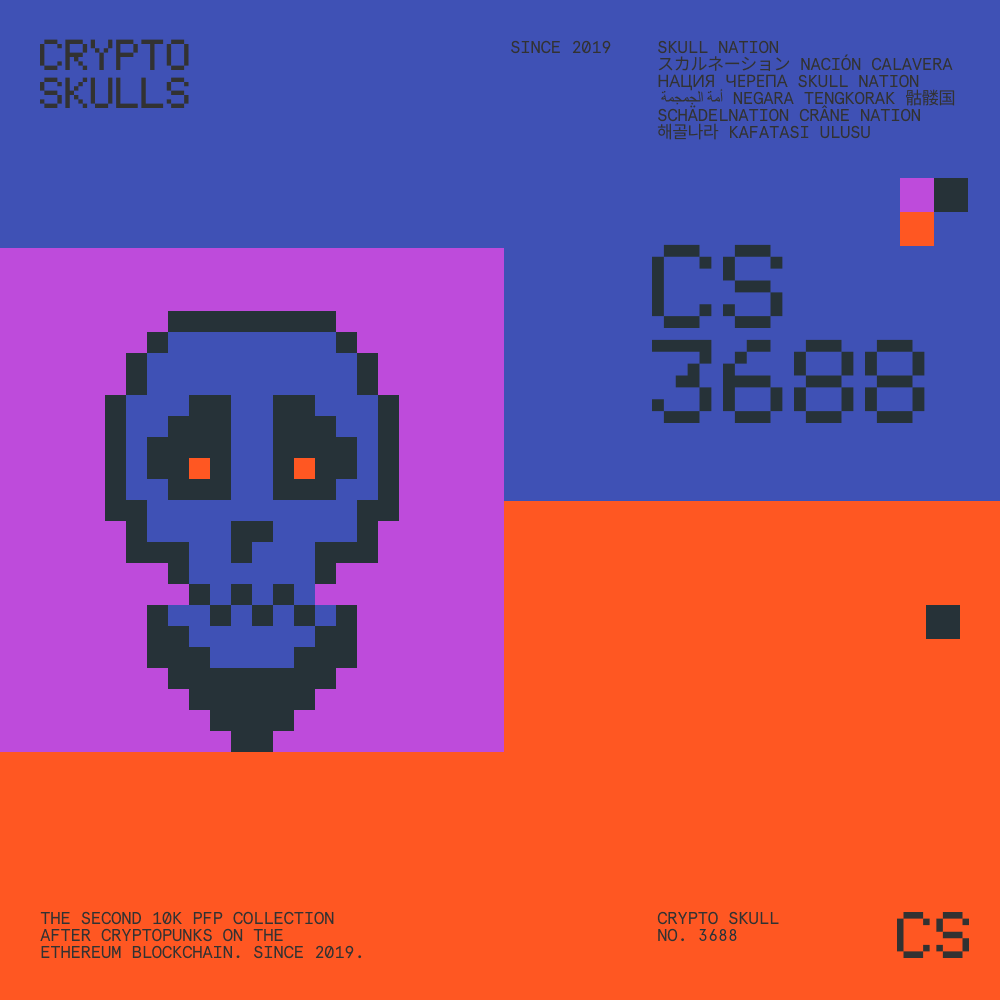 CRYPTO
SKULLS
SINCE 2019
SKULL NATION
スカルネーション NACIÓN CALAVERA
НАЦИЯ ЧЕРЕПА SKULL NATION
أمة الجمجمة NEGARA TENGKORAK 骷髅国
SCHÄDELNATION CRÂNE NATION
해골나라 KAFATASI ULUSU
CS
3688
THE SECOND 10K PFP COLLECTION
AFTER CRYPTOPUNKS ON THE
ETHEREUM BLOCKCHAIN. SINCE 2019.
CRYPTO SKULL
NO. 3688
CS